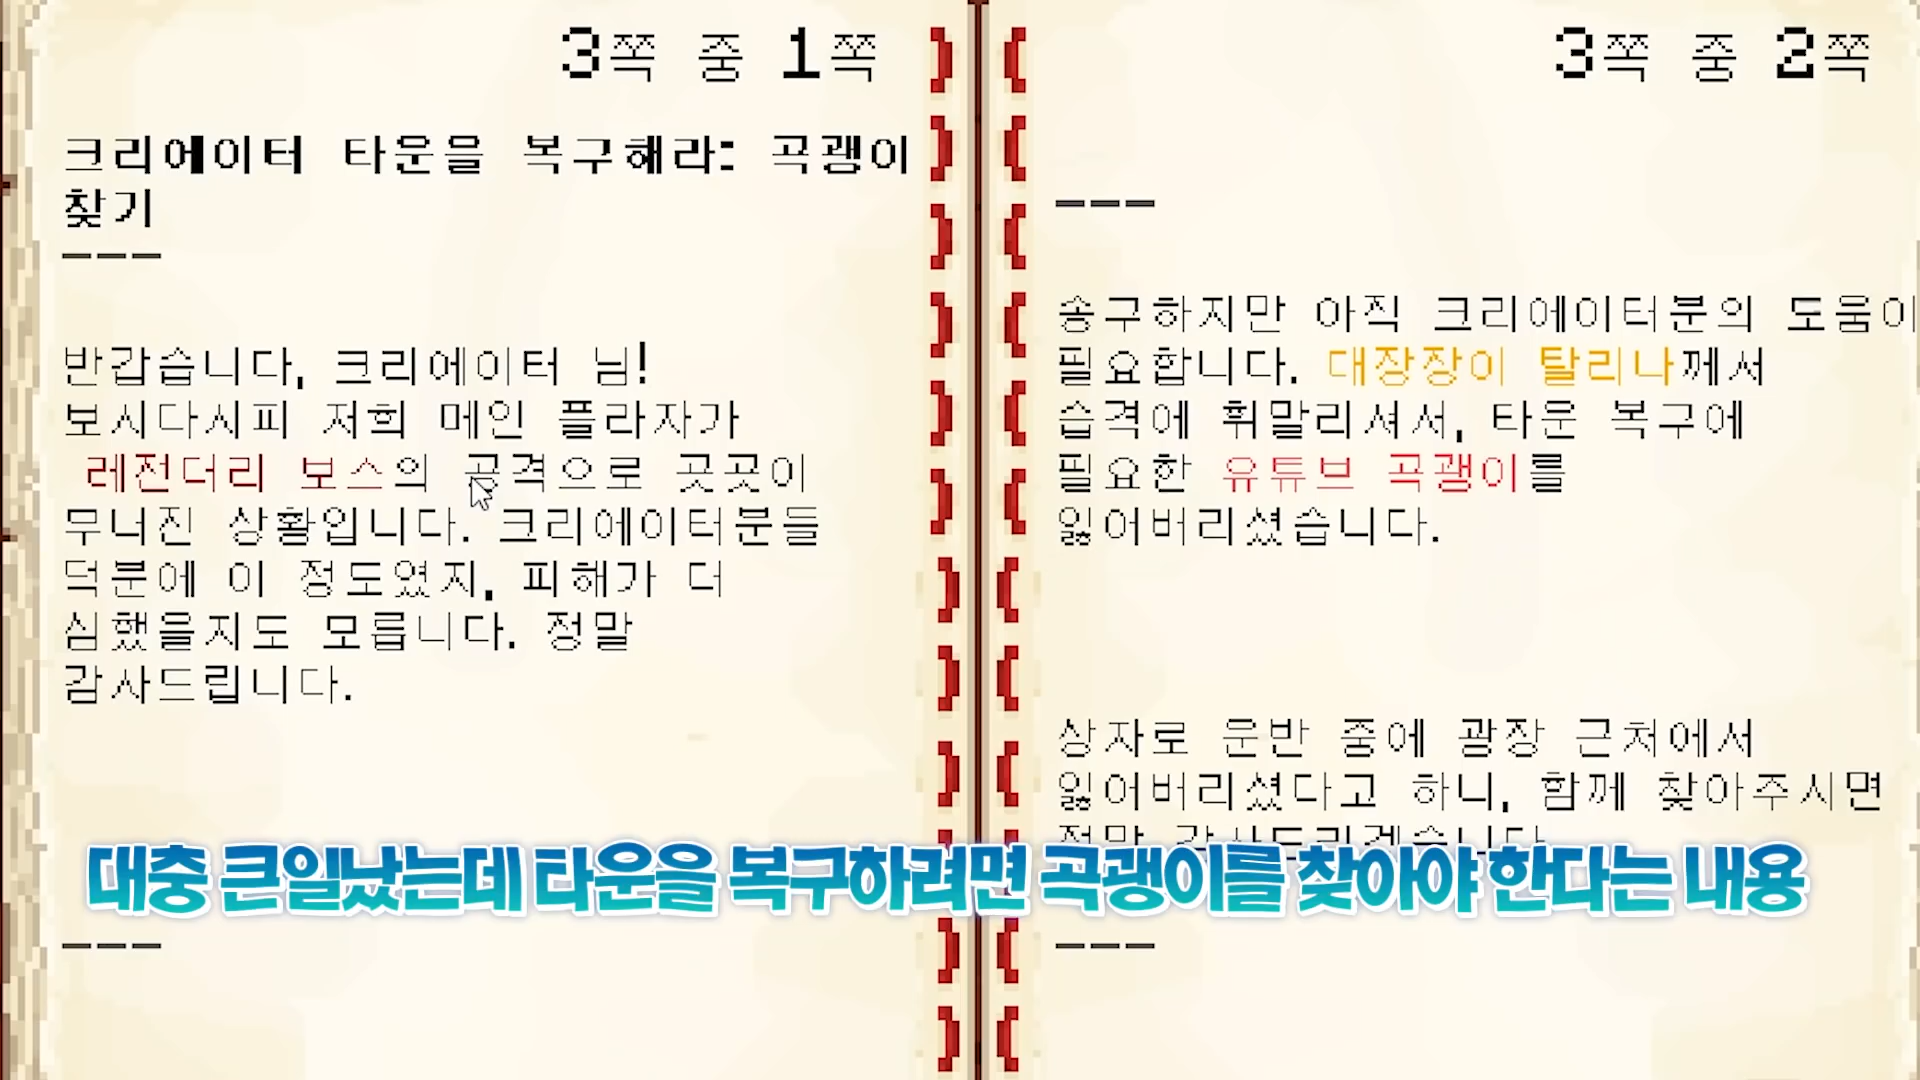 3쪽 중 1쪽
크리에이터 타운을 복구해라: 곡괭이
찾기
---
반갑습니다, 크리에이터 님!
보시다시피 저희 메인 플라자가
레전더리 보스의 공격으로 곳곳이
무너진 상황입니다. 크리에이터분들
덕분에 이 정도였지, 피해가 더
심했을지도 모릅니다. 정말
감사드립니다.
---
3쪽 중 2쪽
---
송구하지만 아직 크리에이터분의 도움이
필요합니다. 대장장이 탈리나께서
습격에 휘말리셔서, 타운 복구에
필요한 유튜브 곡괭이를
잃어버리셨습니다.
상자로 운반 중에 광장 근처에서
잃어버리셨다고 하니, 함께 찾아주시면
정말 감사드리겠습니다
---
대충 큰일났는데 타운을 복구하려면 곡괭이를 찾아야 한다는 내용